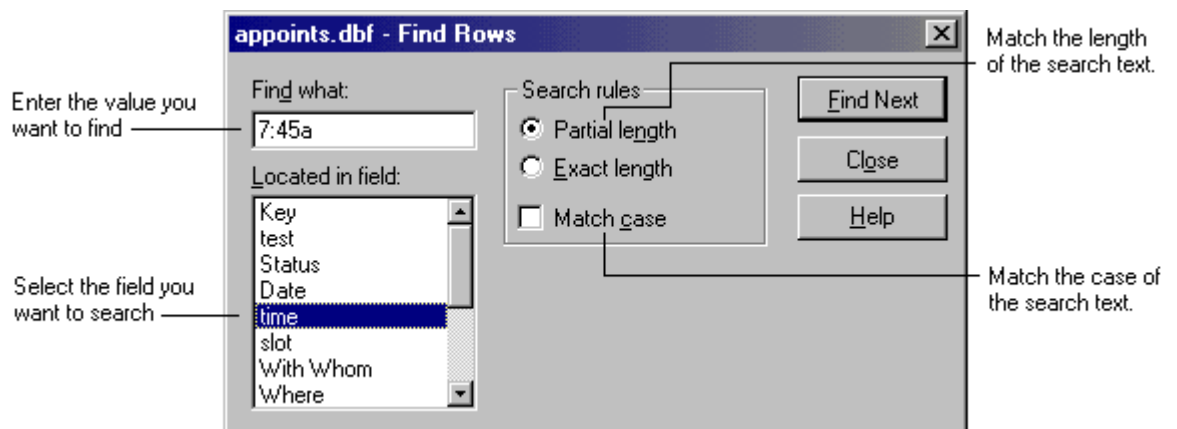 appoints.dbf - Find Rows
Match the length
of the search text.
Enter the value you
want to find
Find what:
7:45a
Search rules
Partial length
Exact length
Match case
Find Next
Close
Help
Located in field:
Key
test
Status
Date
time
slot
With Whom
Where
Select the field you
want to search
Match the case of
the search text.